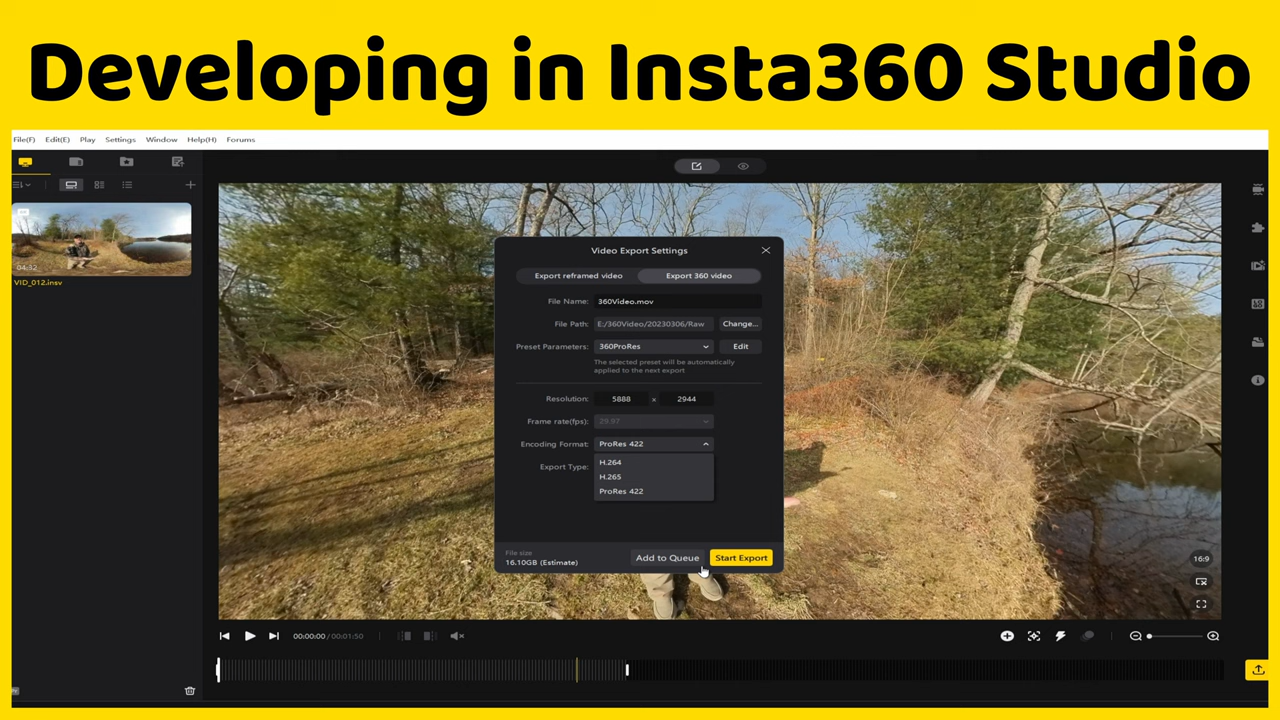 Developing in Insta360 Studio
File(F) Edit(E) Play Settings Window Help(H) Forums
04:32
VID_012.insv
Video Export Settings
Export reframed video Export 360 video
File Name: 360Video.mov
File Path: E:/360Video/20230306/Raw Change...
Preset Parameters: 360ProRes Edit
The selected preset will be automatically
applied to the next export
Resolution: 5888 x 2944
Frame rate(fps): 29.97
Encoding Format: ProRes 422
H.264
Export Type: H.265
ProRes 422
File size
16.10GB (Estimate)
Add to Queue Start Export
16:9
00:00:00 / 00:01:50